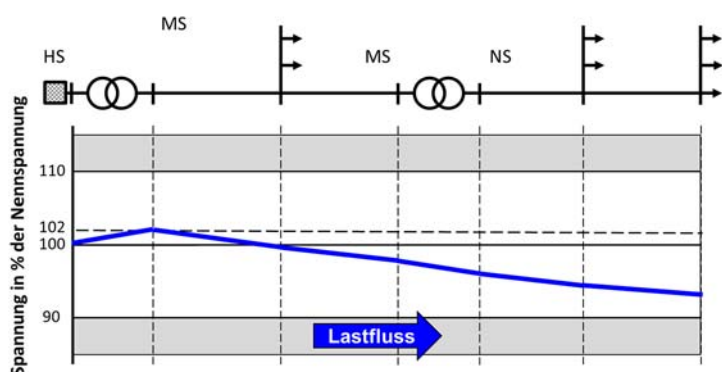 MS
HS
MS
NS
Spannung in % der Nennspannung
110
102
100
90
Lastfluss